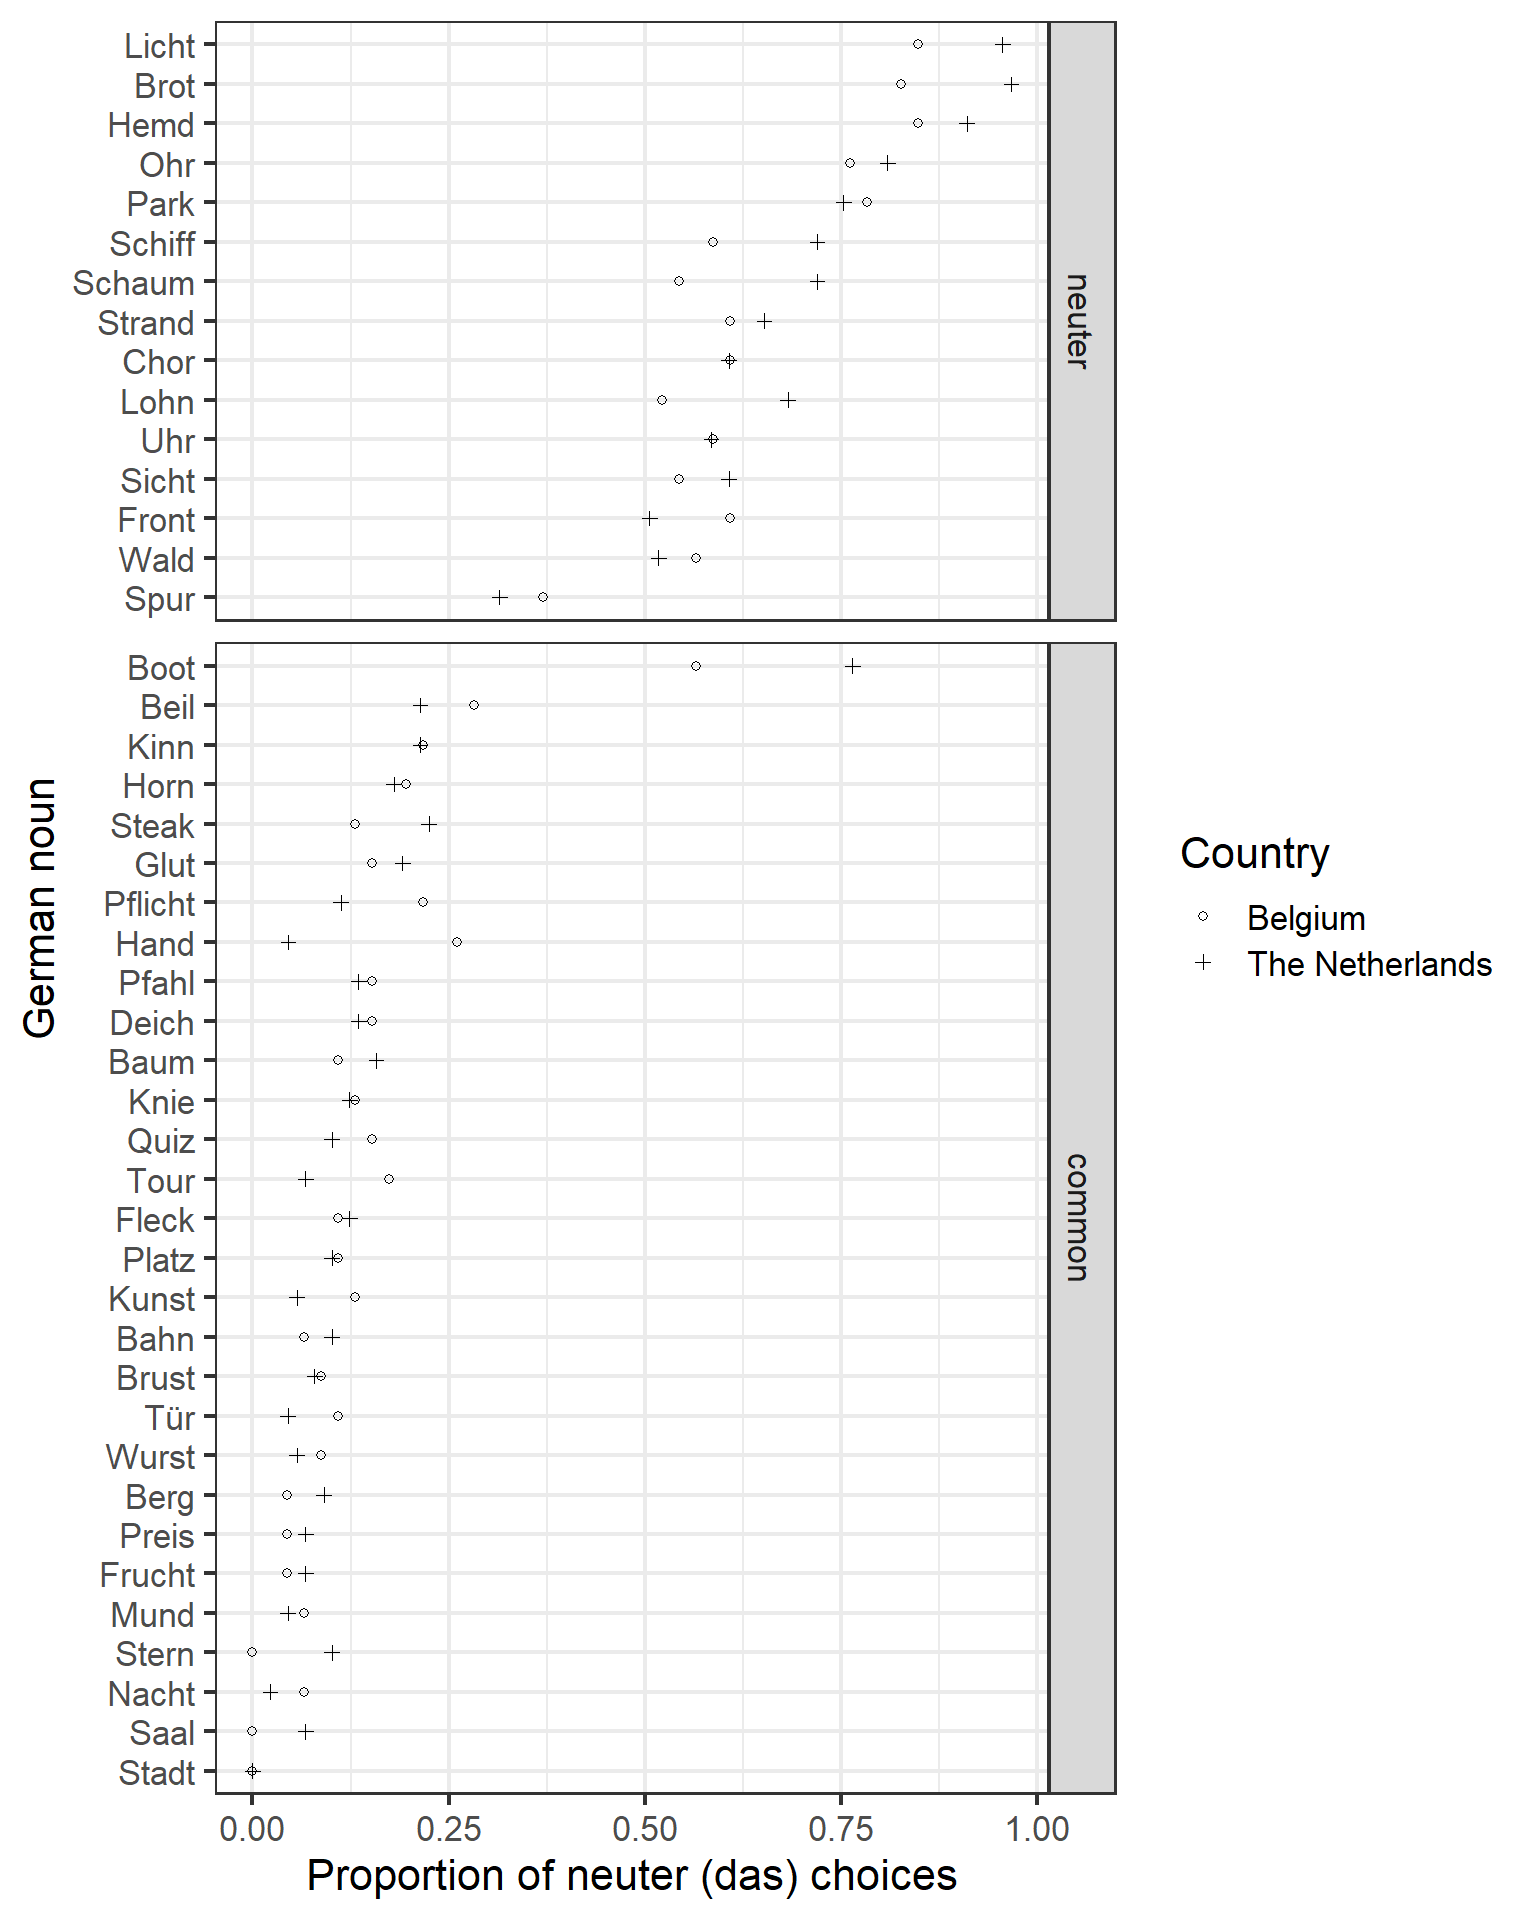 Licht
Brot
Hemd
Ohr
Park
Schiff
Schaum
Strand
Chor
Lohn
Uhr
Sicht
Front
Wald
Spur
neuter
Boot
Beil
Kinn
Horn
Steak
Glut
Pflicht
Hand
Pfahl
Deich
Baum
Knie
Quiz
Tour
Fleck
Platz
Kunst
Bahn
Brust
Tür
Wurst
Berg
Preis
Frucht
Mund
Stern
Nacht
Saal
Stadt
common
German noun
0.00 0.25 0.50 0.75 1.00
Proportion of neuter (das) choices
Country
Belgium
The Netherlands